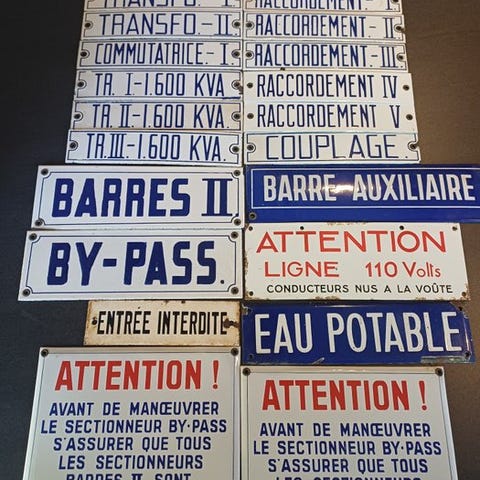 TRANSFO.-I
RACCORDEMENT-I
TRANSFO.-II
RACCORDEMENT-II
COMMUTATRICE.-I
RACCORDEMENT-III
TR. I-1.600 KVA.
RACCORDEMENT IV
TR. II-1.600 KVA.
RACCORDEMENT V
TR.III-1.600 KVA.
COUPLAGE.
BARRES II
BARRE AUXILIAIRE
BY-PASS.
ATTENTION
LIGNE 110 Volts
CONDUCTEURS NUS A LA VOÛTE
ENTRÉE INTERDITE
EAU POTABLE
ATTENTION !
AVANT DE MANŒUVRER
LE SECTIONNEUR BY-PASS
S'ASSURER QUE TOUS
LES SECTIONNEURS
BARRES II SONT
ATTENTION !
AVANT DE MANŒUVRER
LE SECTIONNEUR BY-PASS
S'ASSURER QUE TOUS
LES SECTIONNEURS